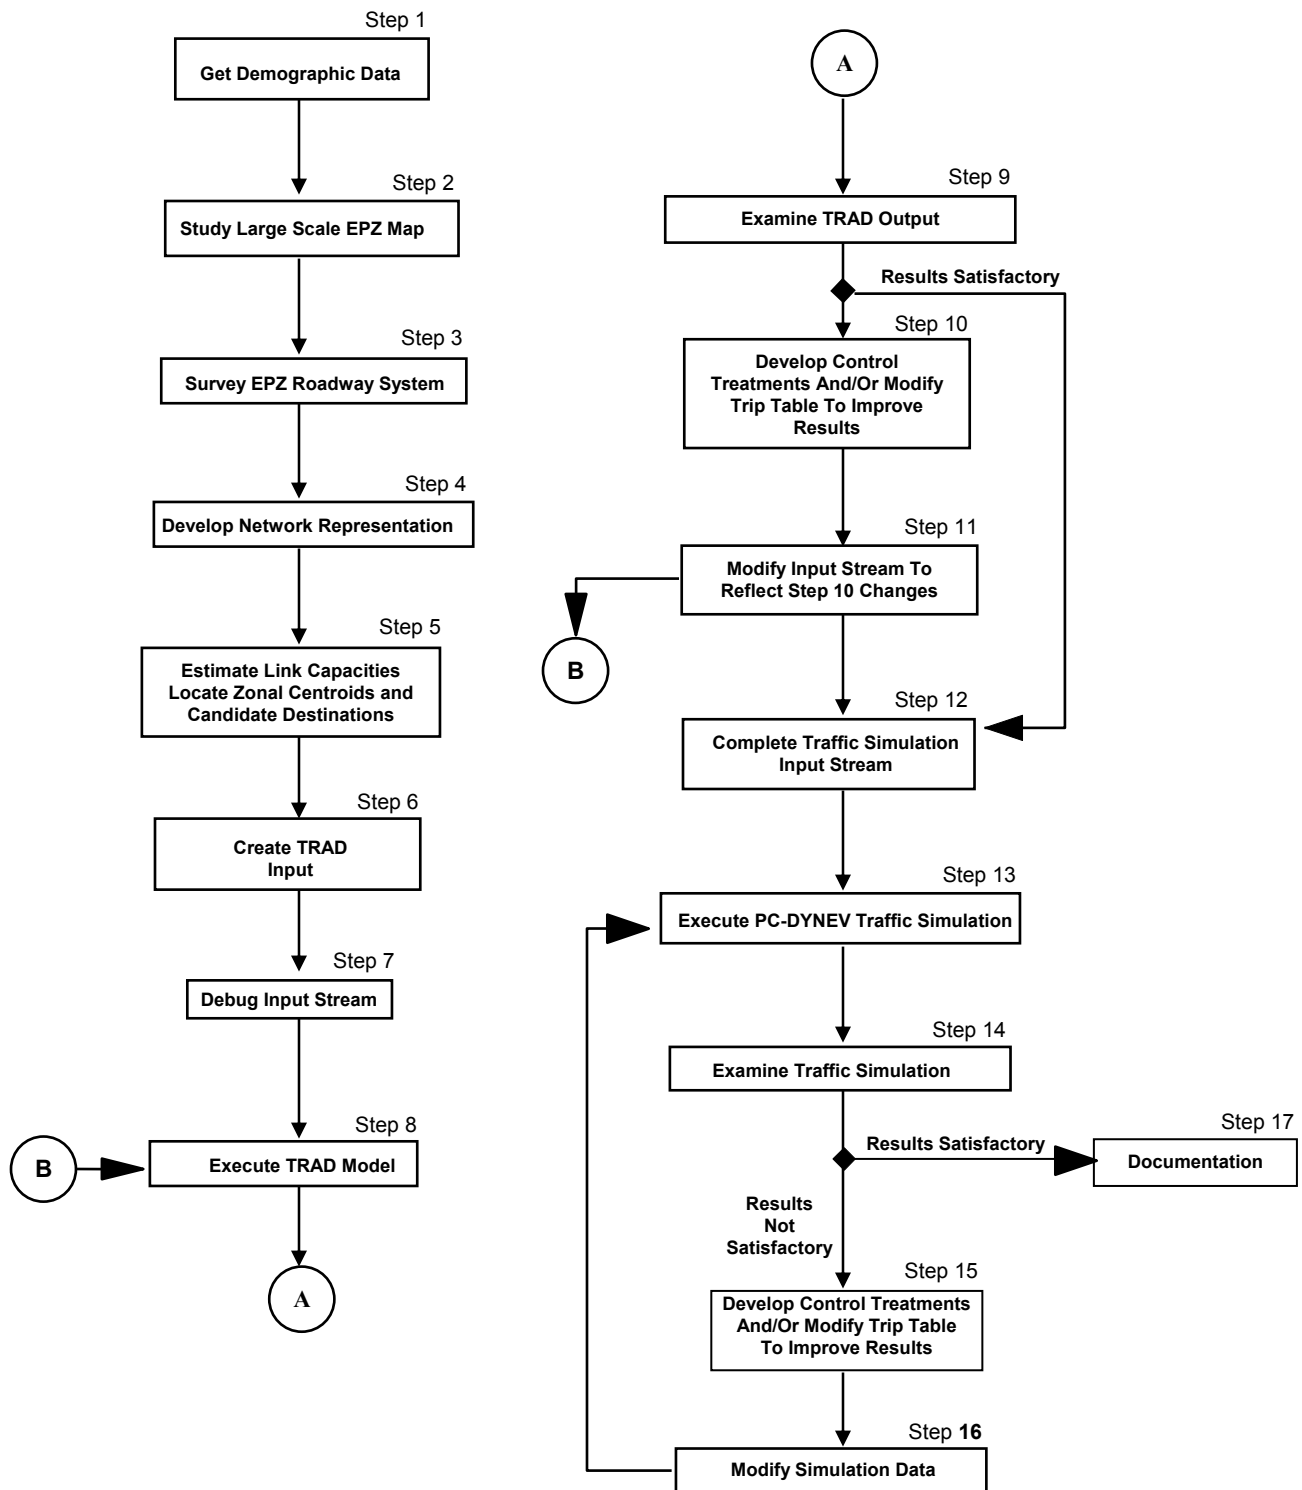 Step 1
Get Demographic Data
Step 2
Study Large Scale EPZ Map
Step 3
Survey EPZ Roadway System
Step 4
Develop Network Representation
Step 5
Estimate Link Capacities
Locate Zonal Centroids and
Candidate Destinations
Step 6
Create TRAD
Input
Step 7
Debug Input Stream
Step 8
B
Execute TRAD Model
A
A
Step 9
Examine TRAD Output
Results Satisfactory
Step 10
Develop Control
Treatments And/Or Modify
Trip Table To Improve
Results
Step 11
Modify Input Stream To
Reflect Step 10 Changes
B
Step 12
Complete Traffic Simulation
Input Stream
Step 13
Execute PC-DYNEV Traffic Simulation
Step 14
Examine Traffic Simulation
Results Satisfactory
Step 17
Documentation
Results
Not
Satisfactory
Step 15
Develop Control Treatments
And/Or Modify Trip Table
To Improve Results
Step 16
Modify Simulation Data